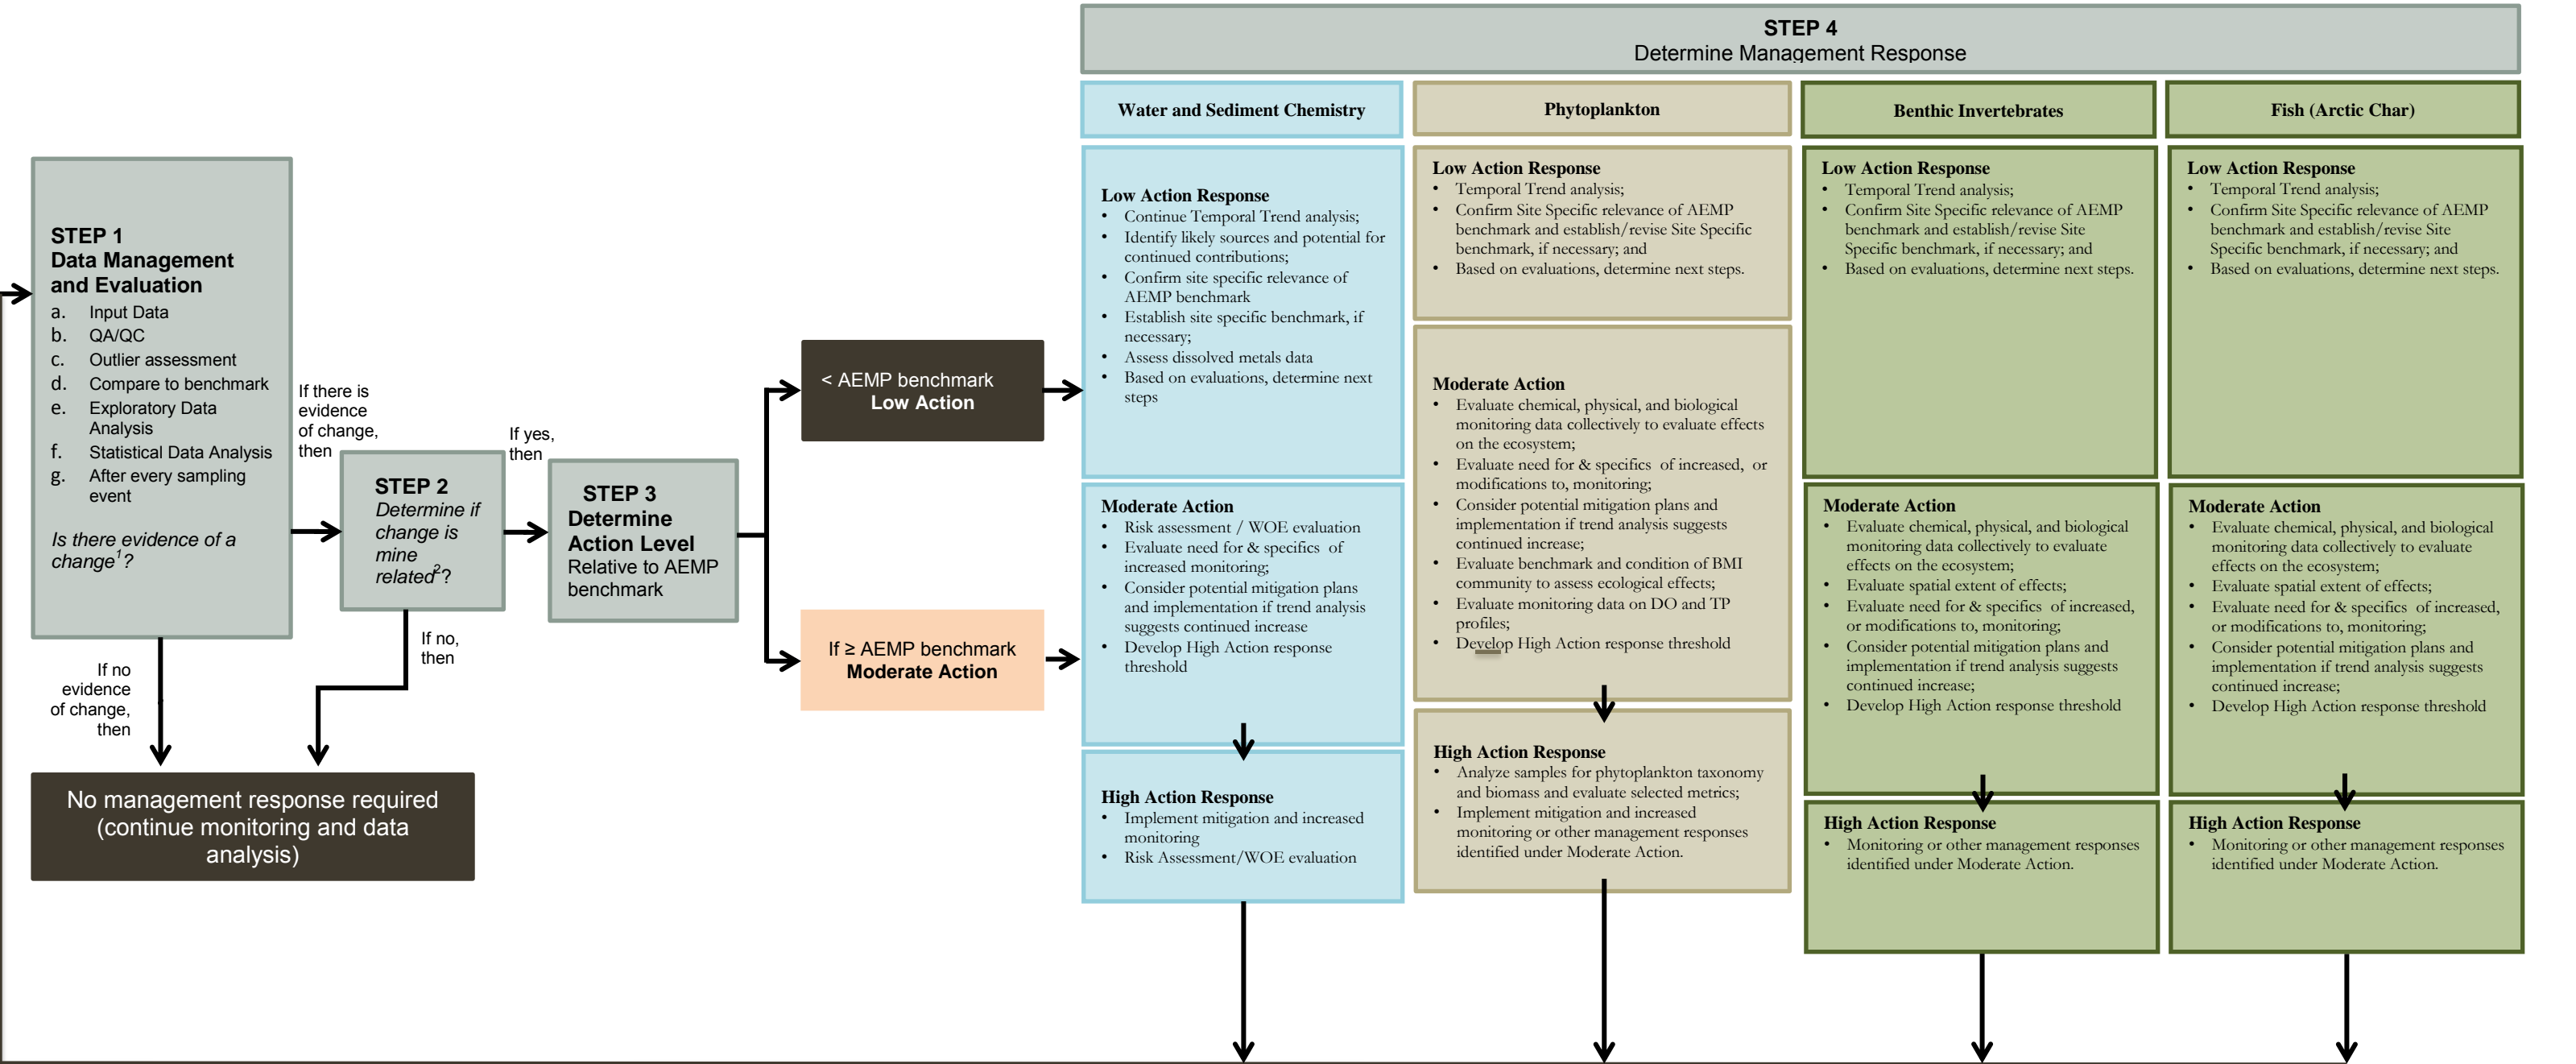 STEP 4
Determine Management Response
Water and Sediment Chemistry
Phytoplankton
Benthic Invertebrates
Fish (Arctic Char)
STEP 1
Data Management
and Evaluation
a. Input Data
b. QA/QC
c. Outlier assessment
d. Compare to benchmark
e. Exploratory Data
Analysis
f. Statistical Data Analysis
g. After every sampling
event
Is there evidence of a
change1?
If there is
evidence
of change,
then
If no
evidence
of change,
then
STEP 2
Determine if
change is
mine
related2?
If yes,
then
If no,
then
No management response required
(continue monitoring and data
analysis)
STEP 3
Determine
Action Level
Relative to AEMP
benchmark
< AEMP benchmark
Low Action
If ≥ AEMP benchmark
Moderate Action
Low Action Response
• Continue Temporal Trend analysis;
• Identify likely sources and potential for
continued contributions;
• Confirm site specific relevance of
AEMP benchmark
• Establish site specific benchmark, if
necessary;
• Assess dissolved metals data
• Based on evaluations, determine next
steps
Moderate Action
• Risk assessment / WOE evaluation
• Evaluate need for & specifics of
increased monitoring;
• Consider potential mitigation plans
and implementation if trend analysis
suggests continued increase
• Develop High Action response
threshold
High Action Response
• Implement mitigation and increased
monitoring
• Risk Assessment/WOE evaluation
Low Action Response
• Temporal Trend analysis;
• Confirm Site Specific relevance of AEMP
benchmark and establish/revise Site Specific
benchmark, if necessary; and
• Based on evaluations, determine next steps.
Moderate Action
• Evaluate chemical, physical, and biological
monitoring data collectively to evaluate effects
on the ecosystem;
• Evaluate need for & specifics of increased, or
modifications to, monitoring;
• Consider potential mitigation plans and
implementation if trend analysis suggests
continued increase;
• Evaluate benchmark and condition of BMI
community to assess ecological effects;
• Evaluate monitoring data on DO and TP
profiles;
• Develop High Action response threshold
High Action Response
• Analyze samples for phytoplankton taxonomy
and biomass and evaluate selected metrics;
• Implement mitigation and increased
monitoring or other management responses
identified under Moderate Action.
Low Action Response
• Temporal Trend analysis;
• Confirm Site Specific relevance of AEMP
benchmark and establish/revise Site
Specific benchmark, if necessary; and
• Based on evaluations, determine next steps.
Moderate Action
• Evaluate chemical, physical, and biological
monitoring data collectively to evaluate
effects on the ecosystem;
• Evaluate spatial extent of effects;
• Evaluate need for & specifics of increased,
or modifications to, monitoring;
• Consider potential mitigation plans and
implementation if trend analysis suggests
continued increase;
• Develop High Action response threshold
High Action Response
• Monitoring or other management responses
identified under Moderate Action.
Low Action Response
• Temporal Trend analysis;
• Confirm Site Specific relevance of AEMP
benchmark and establish/revise Site
Specific benchmark, if necessary; and
• Based on evaluations, determine next steps.
Moderate Action
• Evaluate chemical, physical, and biological
monitoring data collectively to evaluate
effects on the ecosystem;
• Evaluate spatial extent of effects;
• Evaluate need for & specifics of increased,
or modifications to, monitoring;
• Consider potential mitigation plans and
implementation if trend analysis suggests
continued increase;
• Develop High Action response threshold
High Action Response
• Monitoring or other management responses
identified under Moderate Action.